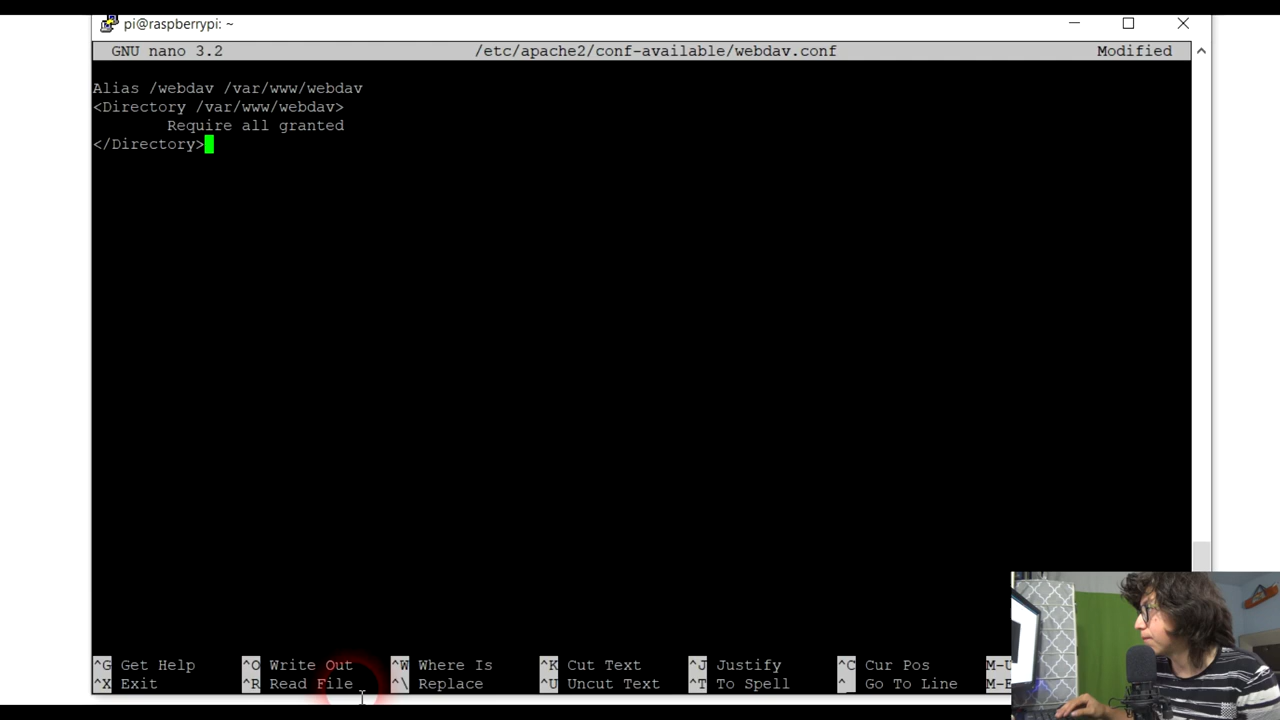 pi@raspberrypi: ~
GNU nano 3.2 /etc/apache2/conf-available/webdav.conf Modified
Alias /webdav /var/www/webdav
<Directory /var/www/webdav>
Require all granted
</Directory>
^G Get Help ^O Write Out ^W Where Is ^K Cut Text ^J Justify ^C Cur Pos M-U
^X Exit ^R Read File ^\ Replace ^U Uncut Text ^T To Spell ^_ Go To Line M-E